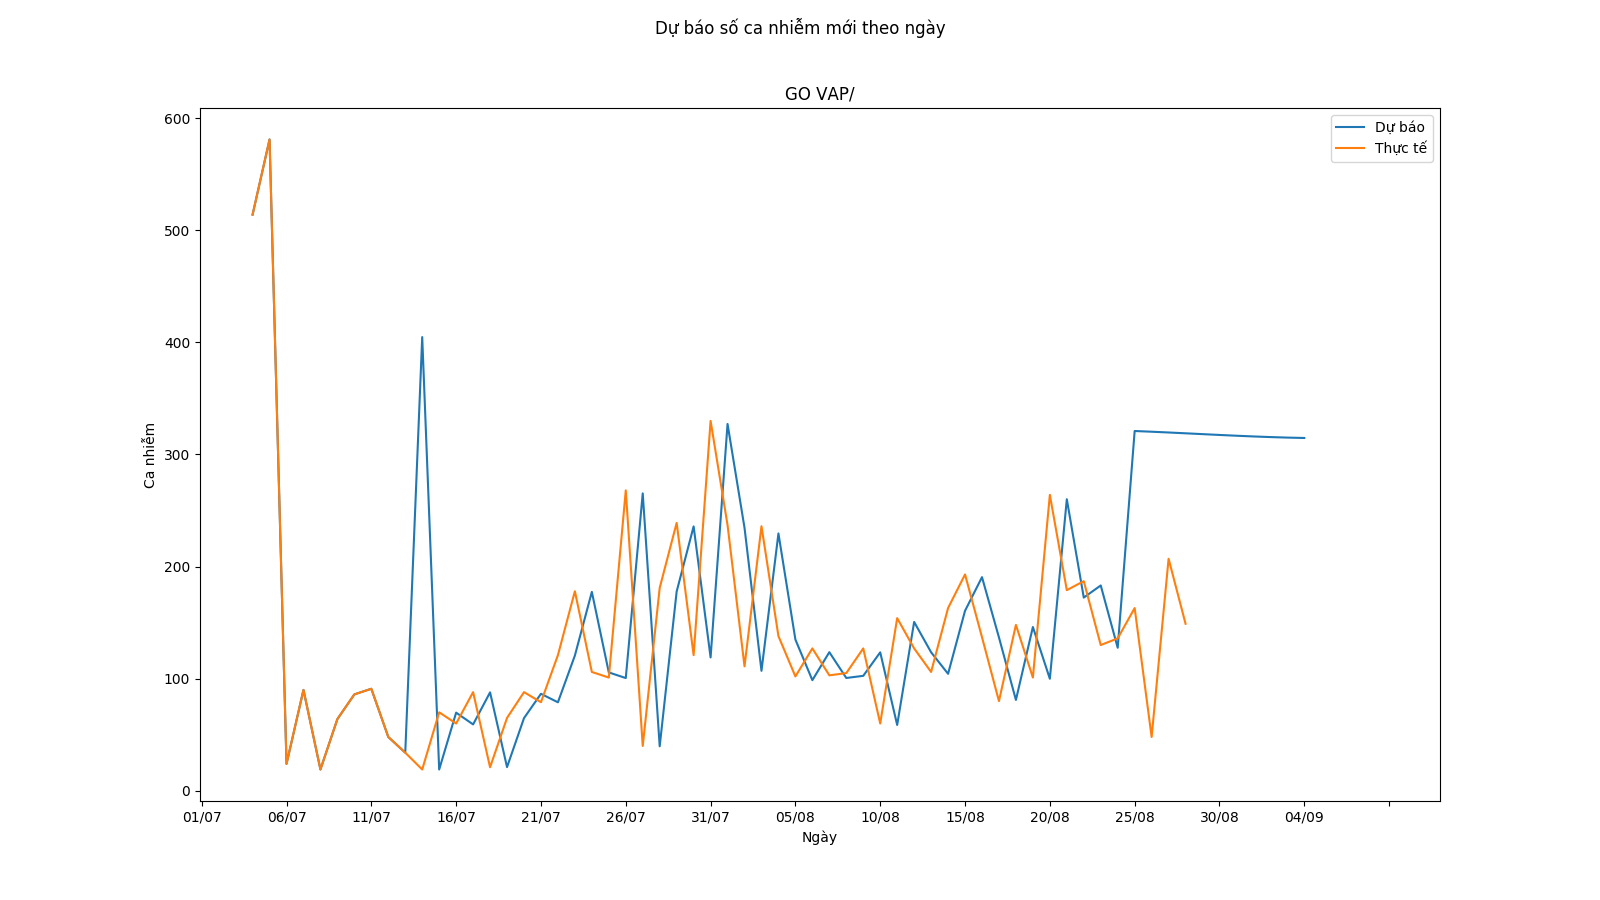 Dự báo số ca nhiễm mới theo ngày
GO VAP/
Dự báo
Thực tế
600
500
400
300
200
100
0
Ca nhiễm
01/07 06/07 11/07 16/07 21/07 26/07 31/07 05/08 10/08 15/08 20/08 25/08 30/08 04/09
Ngày